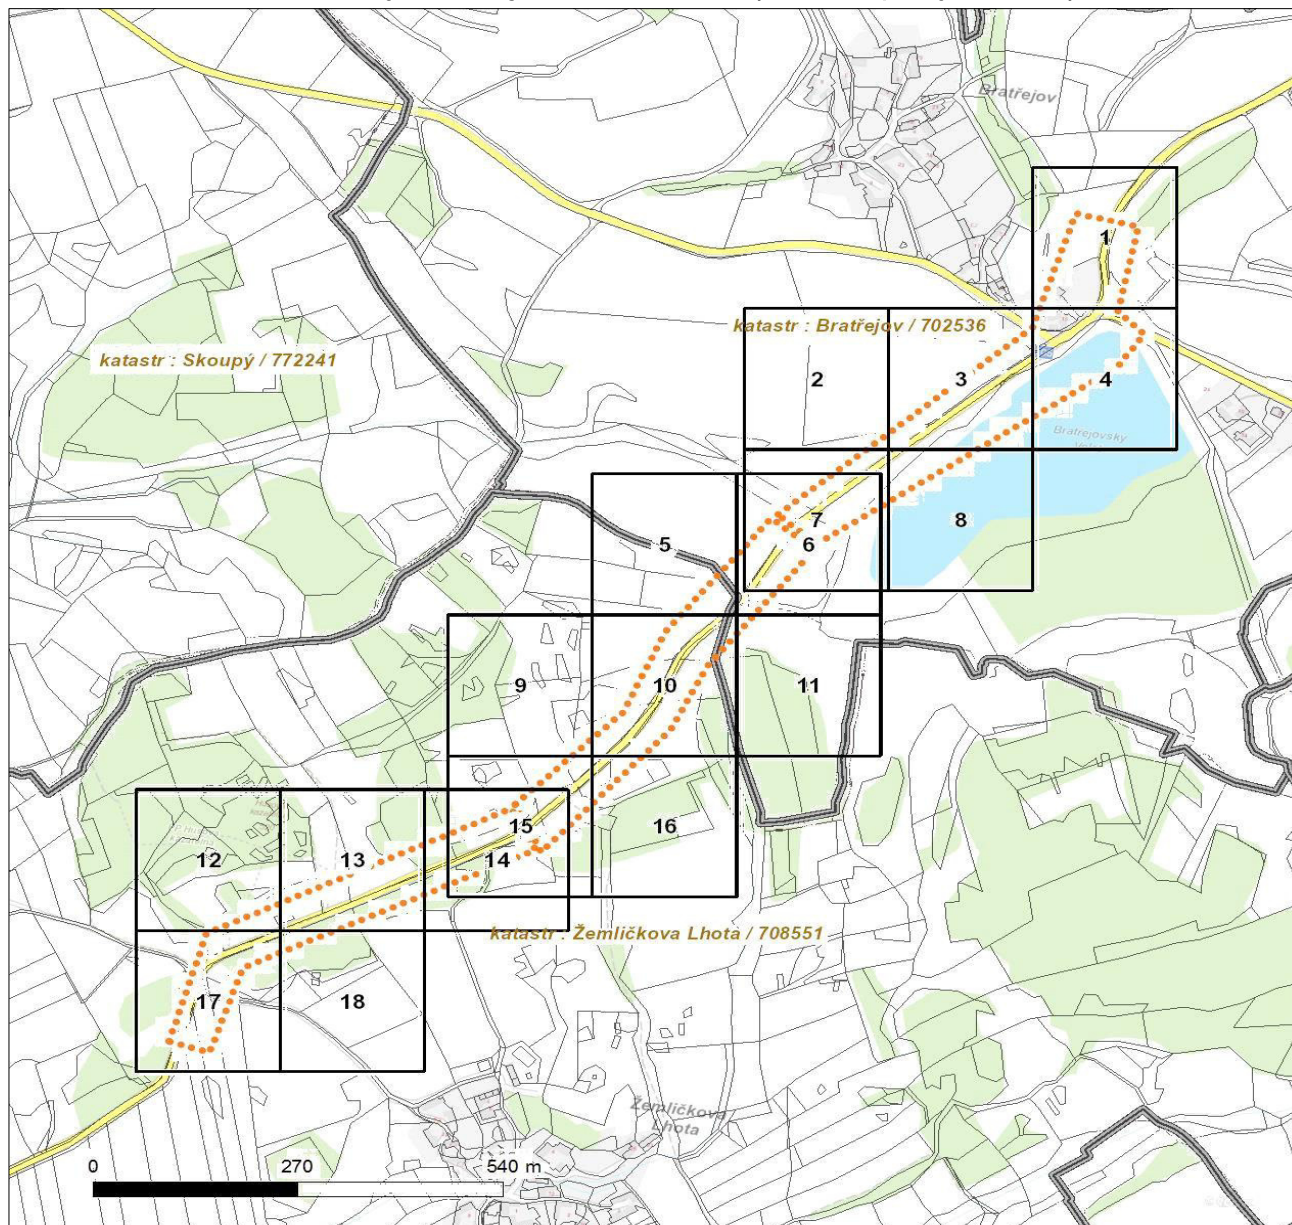 Bratřejov
1
katastr : Bratřejov / 702536
katastr : Skoupý / 772241
2
3
4
Bratřejovský
5
7
6
8
9
10
11
12
13
14
15
16
katastr : Žemličkova Lhota / 708551
17
18
Žemličkova
Lhota
0
270
540 m